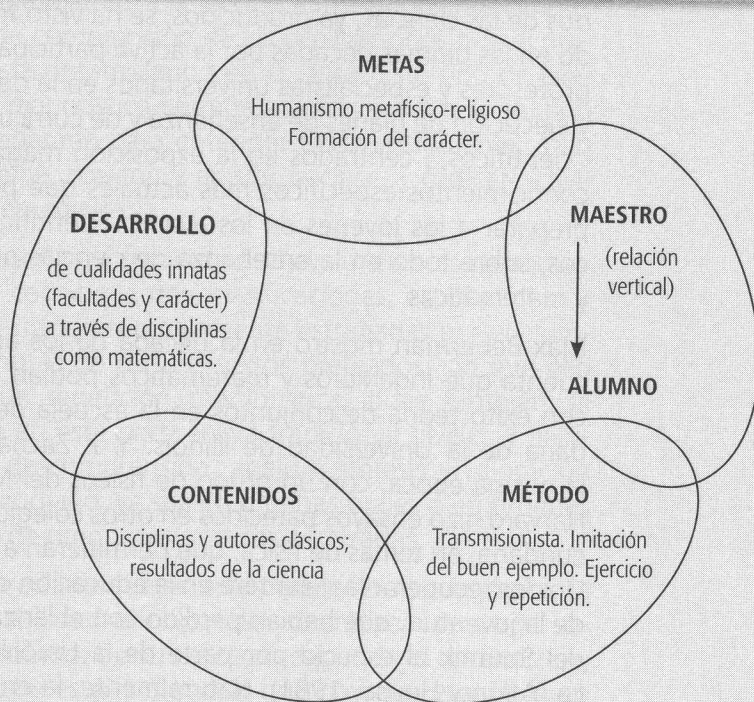 METAS
Humanismo metafísico-religioso
Formación del carácter.
DESARROLLO
de cualidades innatas
(facultades y carácter)
a través de disciplinas
como matemáticas.
MAESTRO
(relación
vertical)
ALUMNO
CONTENIDOS
Disciplinas y autores clásicos;
resultados de la ciencia
MÉTODO
Transmisionista. Imitación
del buen ejemplo. Ejercicio
y repetición.